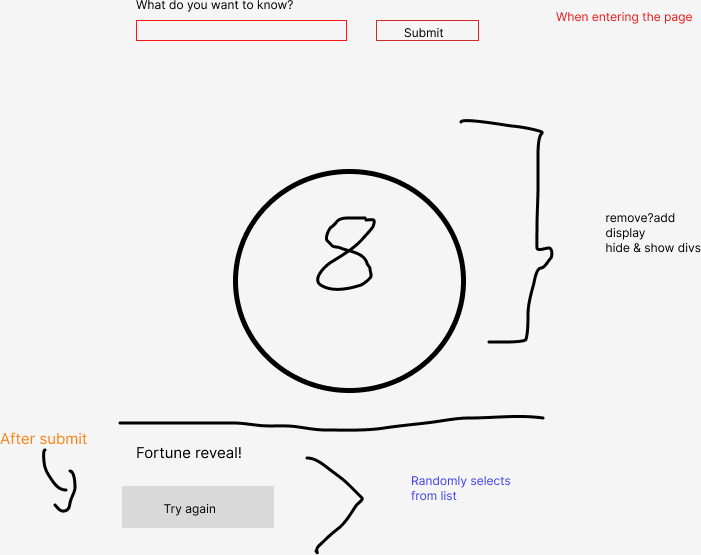 What do you want to know?
When entering the page
Submit
8
remove?add
display
hide & show divs
After submit
Fortune reveal!
Randomly selects
from list
Try again